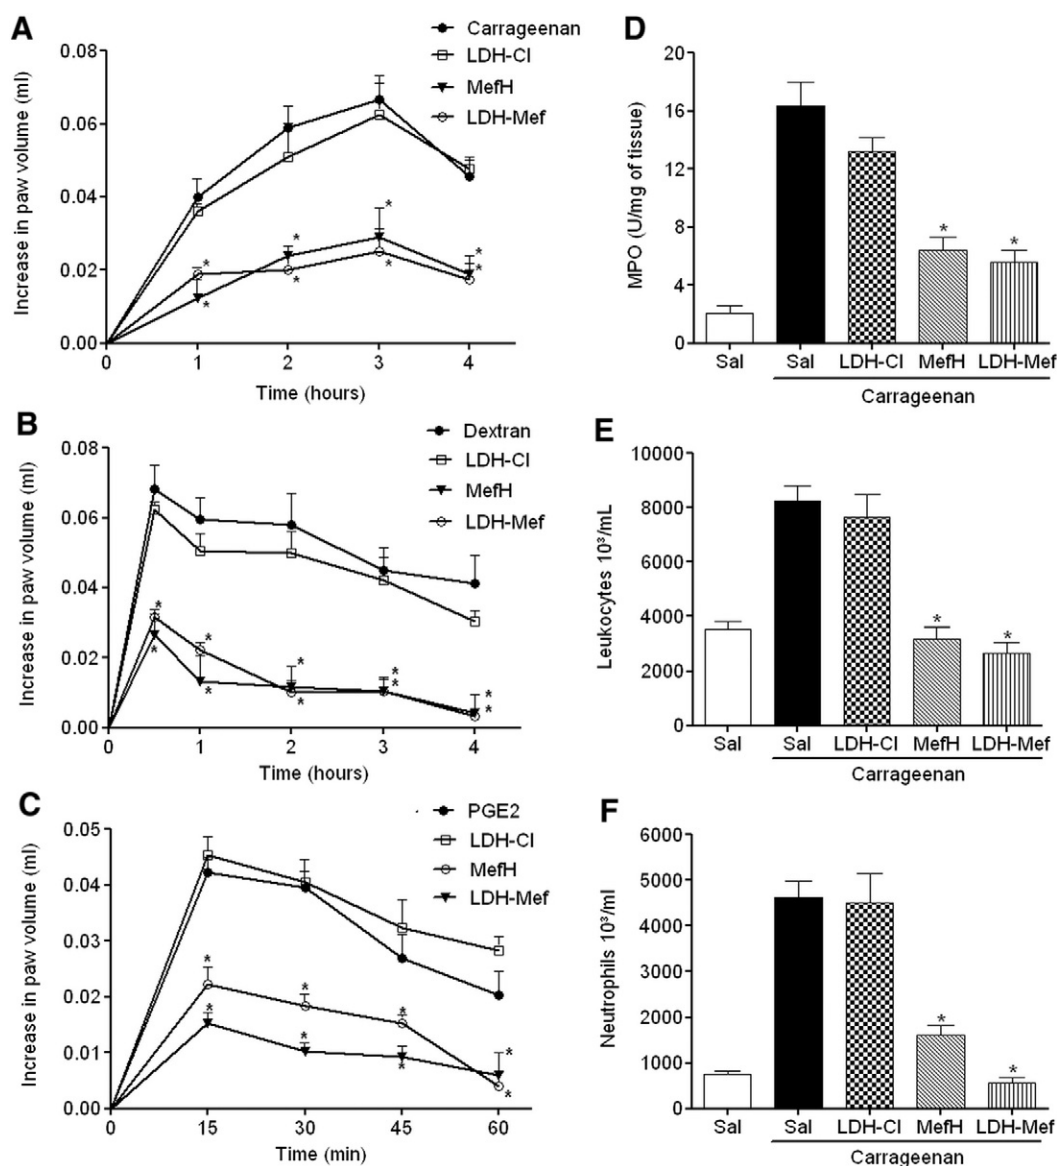 A
Carrageenan
LDH-Cl
MefH
LDH-Mef
Increase in paw volume (ml)
0.08
0.06
0.04
0.02
0.00
* * * * * * * *
0 1 2 3 4
Time (hours)
B
Dextran
LDH-Cl
MefH
LDH-Mef
Increase in paw volume (ml)
0.08
0.06
0.04
0.02
0.00
* * * * * * * * * *
0 1 2 3 4
Time (hours)
C
PGE2
LDH-Cl
MefH
LDH-Mef
Increase in paw volume (ml)
0.05
0.04
0.03
0.02
0.01
0.00
* * * * * * * *
0 15 30 45 60
Time (min)
D
MPO (U/mg of tissue)
20
16
12
8
4
0
* *
Sal Sal LDH-Cl MefH LDH-Mef
Carrageenan
E
Leukocytes 10³/mL
10000
8000
6000
4000
2000
0
* *
Sal Sal LDH-Cl MefH LDH-Mef
Carrageenan
F
Neutrophils 10³/ml
6000
5000
4000
3000
2000
1000
0
* *
Sal Sal LDH-Cl MefH LDH-Mef
Carrageenan